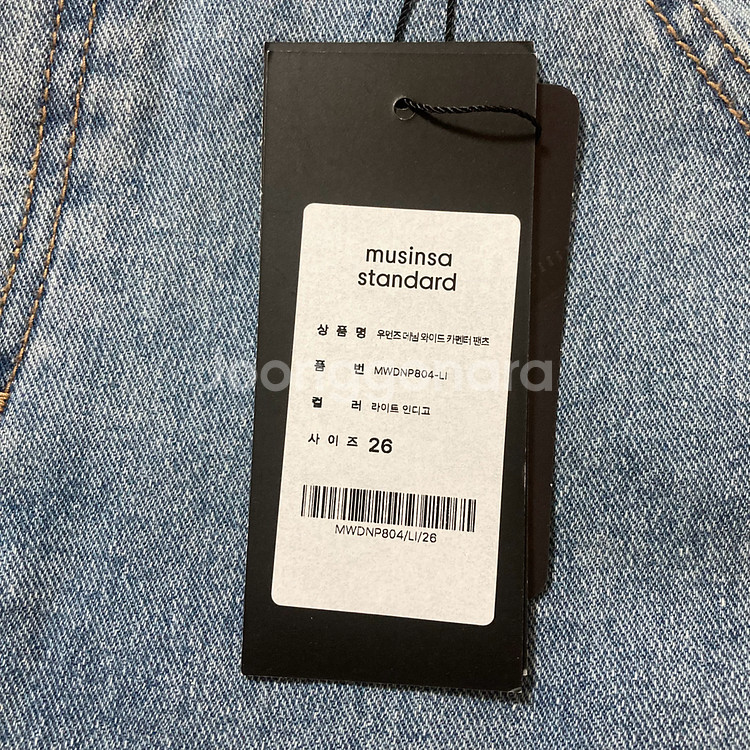 musinsa
standard
상 품 명 우먼즈 데님 와이드 카펜터 팬츠
품 번 MWDNP804-LI
컬 러 라이트 인디고
사 이 즈 26
MWDNP804/LI/26